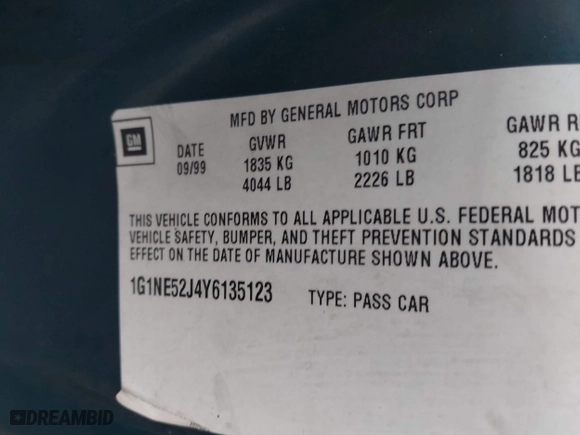 MFD BY GENERAL MOTORS CORP
GM
DATE GVWR GAWR FRT GAWR R
09/99 1835 KG 1010 KG 825 KG
4044 LB 2226 LB 1818 LB
THIS VEHICLE CONFORMS TO ALL APPLICABLE U.S. FEDERAL MOT
VEHICLE SAFETY, BUMPER, AND THEFT PREVENTION STANDARDS
EFFECT ON THE DATE OF MANUFACTURE SHOWN ABOVE.
1G1NE52J4Y6135123 TYPE: PASS CAR
DREAMBID